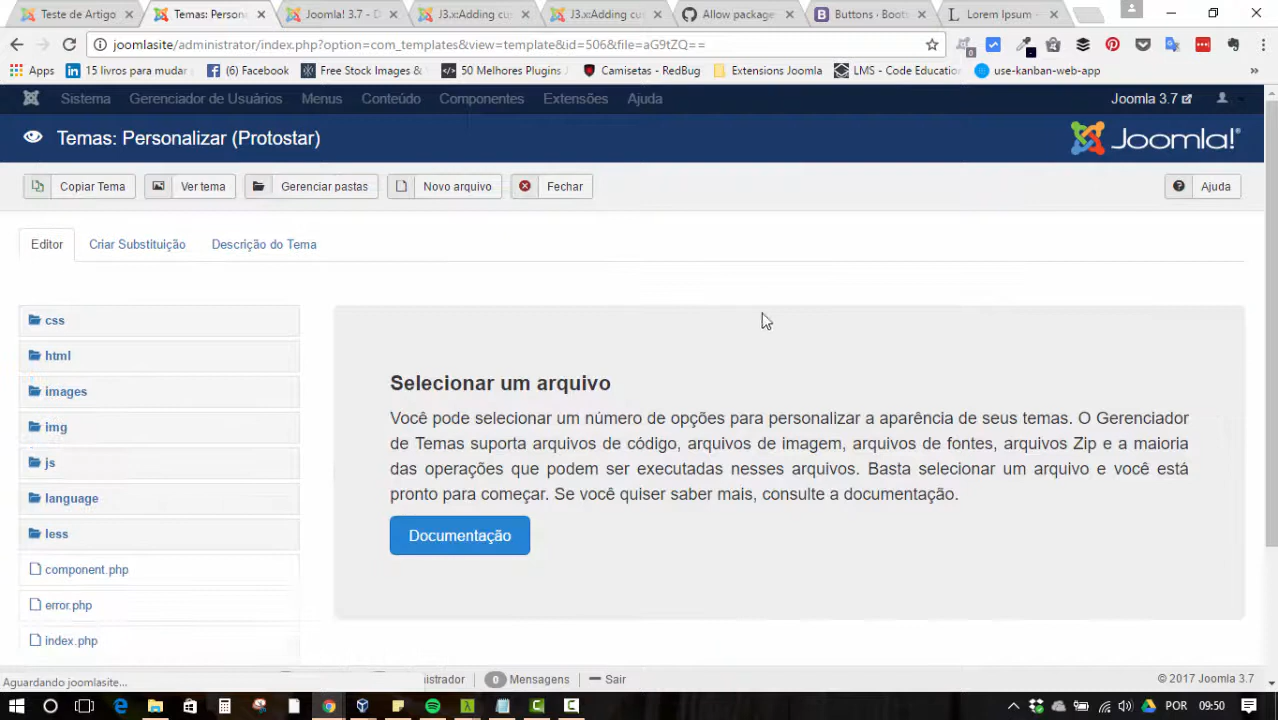 Teste de Artigo
Temas: Person
Joomla! 3.7 - D
J3.x:Adding cu
J3.x:Adding cu
Allow package
Buttons · Boots
Lorem Ipsum -
joomlasite/administrator/index.php?option=com_templates&view=template&id=506&file=aG9tZQ==
Apps
15 livros para mudar
(6) Facebook
Free Stock Images &
50 Melhores Plugins
Camisetas - RedBug
Extensions Joomla
LMS - Code Educatio
use-kanban-web-app
»
Sistema Gerenciador de Usuários Menus Conteúdo Componentes Extensões Ajuda
Joomla 3.7
Temas: Personalizar (Protostar)
Joomla!®
Copiar Tema
Ver tema
Gerenciar pastas
Novo arquivo
Fechar
Ajuda
Editor
Criar Substituição
Descrição do Tema
css
html
images
img
js
language
less
component.php
error.php
index.php
Selecionar um arquivo
Você pode selecionar um número de opções para personalizar a aparência de seus temas. O Gerenciador
de Temas suporta arquivos de código, arquivos de imagem, arquivos de fontes, arquivos Zip e a maioria
das operações que podem ser executadas nesses arquivos. Basta selecionar um arquivo e você está
pronto para começar. Se você quiser saber mais, consulte a documentação.
Documentação
Aguardando joomlasite...
nistrador
0 Mensagens
Sair
© 2017 Joomla 3.7
POR
09:50